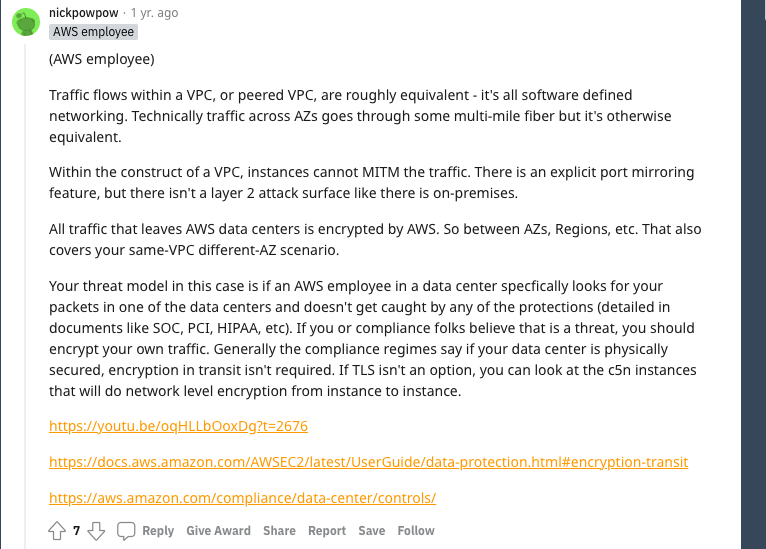 nickpowpow · 1 yr. ago
AWS employee
(AWS employee)
Traffic flows within a VPC, or peered VPC, are roughly equivalent - it's all software defined
networking. Technically traffic across AZs goes through some multi-mile fiber but it's otherwise
equivalent.
Within the construct of a VPC, instances cannot MITM the traffic. There is an explicit port mirroring
feature, but there isn't a layer 2 attack surface like there is on-premises.
All traffic that leaves AWS data centers is encrypted by AWS. So between AZs, Regions, etc. That also
covers your same-VPC different-AZ scenario.
Your threat model in this case is if an AWS employee in a data center specfically looks for your
packets in one of the data centers and doesn't get caught by any of the protections (detailed in
documents like SOC, PCI, HIPAA, etc). If you or compliance folks believe that is a threat, you should
encrypt your own traffic. Generally the compliance regimes say if your data center is physically
secured, encryption in transit isn't required. If TLS isn't an option, you can look at the c5n instances
that will do network level encryption from instance to instance.
https://youtu.be/oqHLLbOoxDg?t=2676
https://docs.aws.amazon.com/AWSEC2/latest/UserGuide/data-protection.html#encryption-transit
https://aws.amazon.com/compliance/data-center/controls/
7 Reply Give Award Share Report Save Follow